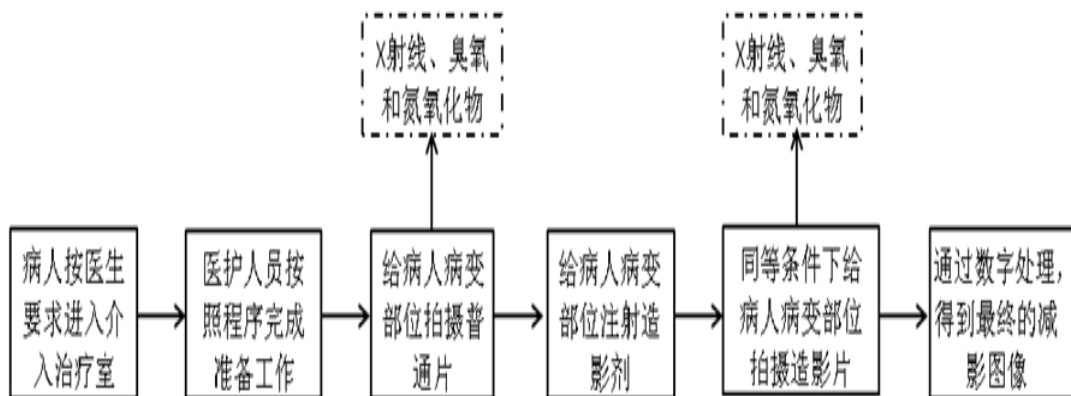 X射线、臭氧
和氮氧化物
X射线、臭氧
和氮氧化物
病人按医生
要求进入介
入治疗室
医护人员按
照程序完成
准备工作
给病人病变
部位拍摄普
通片
给病人病变
部位注射造
影剂
同等条件下给
病人病变部位
拍摄造影片
通过数字处理，
得到最终的减
影图像